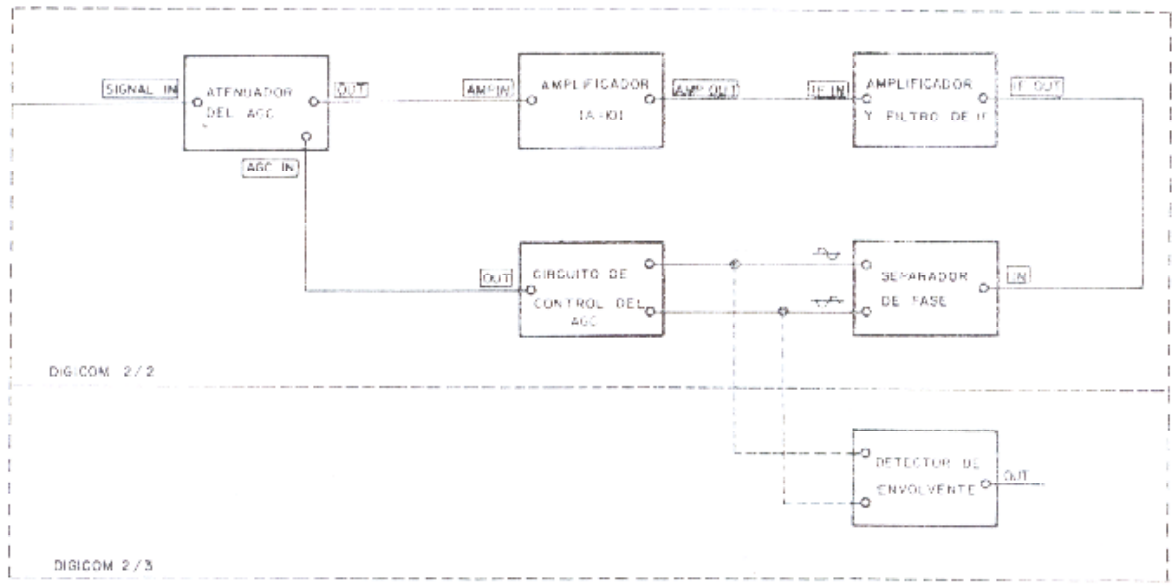 SIGNAL IN
ATENUADOR
DEL AGC
OUT
AGC IN
AMP IN
AMPLIFICADOR
AMP OUT
IF IN
AMPLIFICADOR
Y FILTRO DE IF
IF OUT
OUT
CIRCUITO DE
CONTROL DEL
AGC
SEPARADOR
DE FASE
IN
DIGICOM 2/2
DETECTOR DE
ENVOLVENTE
OUT
DIGICOM 2/3